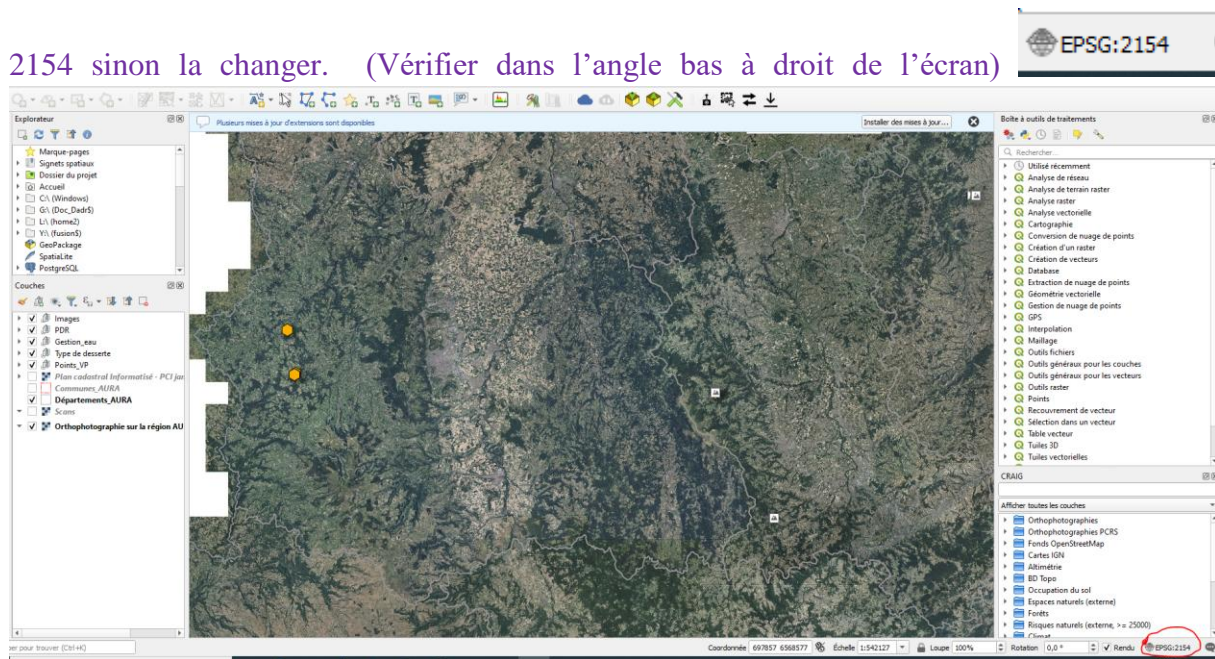 EPSG:2154
2154 sinon la changer. (Vérifier dans l'angle bas à droit de l'écran)
Explorateur
Marque-pages
Signets spatiaux
Dossier du projet
Accueil
C:\ (Windows)
G:\ (Doc_Dadr$)
L:\ (home2)
Y:\ (fusion$)
GeoPackage
SpatiaLite
PostgreSQL
Couches
Images
PDR
Gestion_eau
Type de desserte
Points_VP
Plan cadastral Informatisé - PCI jan
Communes_AURA
Départements_AURA
Scans
Orthophotographie sur la région AU
Plusieurs mises à jour d'extensions sont disponibles
Installer des mises à jour...
Boîte à outils de traitements
Rechercher...
Utilisé récemment
Analyse de réseau
Analyse de terrain raster
Analyse raster
Analyse vectorielle
Cartographie
Conversion de nuage de points
Création d'un raster
Création de vecteurs
Database
Extraction de nuage de points
Géométrie vectorielle
Gestion de nuage de points
GPS
Interpolation
Maillage
Outils fichiers
Outils généraux pour les couches
Outils généraux pour les vecteurs
Outils raster
Points
Recouvrement de vecteur
Sélection dans un vecteur
Table vecteur
Tuiles 3D
Tuiles vectorielles
CRAIG
Afficher toutes les couches
Orthophotographies
Orthophotographies PCRS
Fonds OpenStreetMap
Cartes IGN
Altimétrie
BD Topo
Occupation du sol
Espaces naturels (externe)
Forêts
Risques naturels (externe, >= 25000)
Climat
per pour trouver (Ctrl+K)
Coordonnée 697857 6568577 Échelle 1:542127 Loupe 100% Rotation 0,0 ° Rendu EPSG:2154